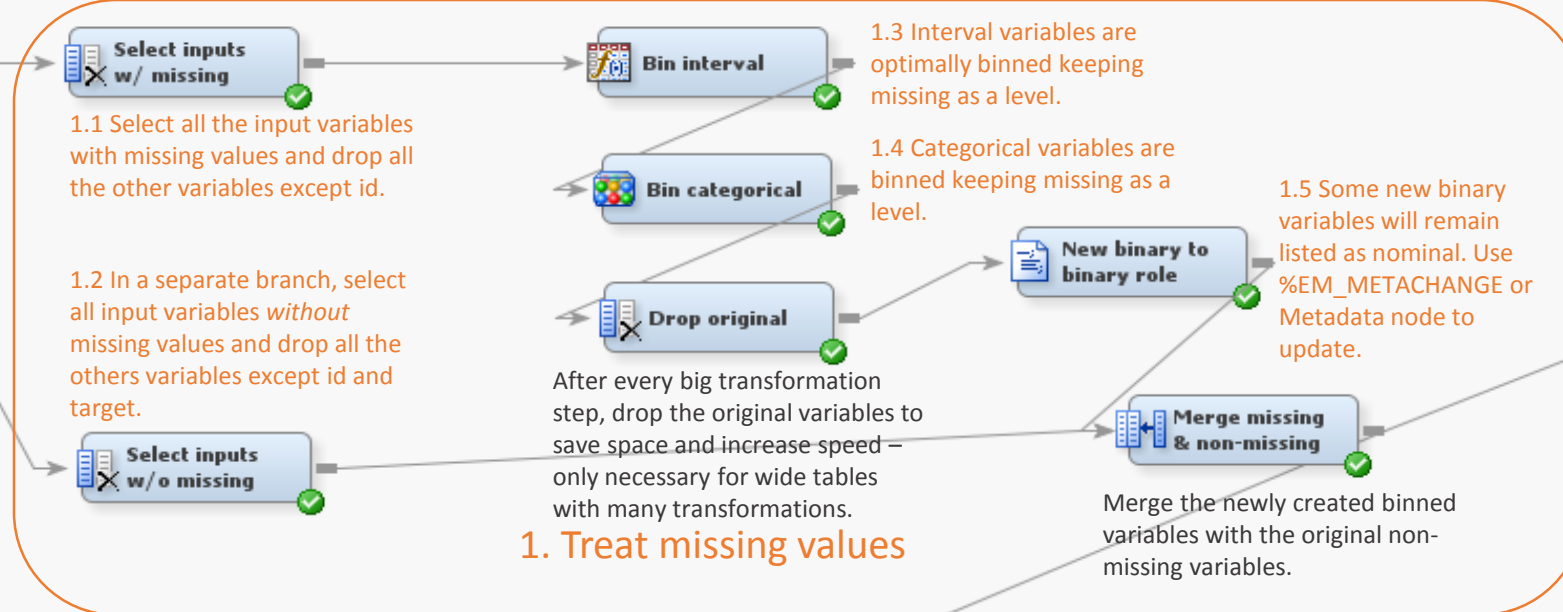 Select inputs
w/ missing
1.1 Select all the input variables
with missing values and drop all
the other variables except id.
Bin interval
1.3 Interval variables are
optimally binned keeping
missing as a level.
Bin categorical
1.4 Categorical variables are
binned keeping missing as a
level.
1.2 In a separate branch, select
all input variables without
missing values and drop all the
others variables except id and
target.
Select inputs
w/o missing
Drop original
After every big transformation
step, drop the original variables to
save space and increase speed –
only necessary for wide tables
with many transformations.
New binary to
binary role
1.5 Some new binary
variables will remain
listed as nominal. Use
%EM_METACHANGE or
Metadata node to
update.
Merge missing
& non-missing
Merge the newly created binned
variables with the original non-
missing variables.
1. Treat missing values